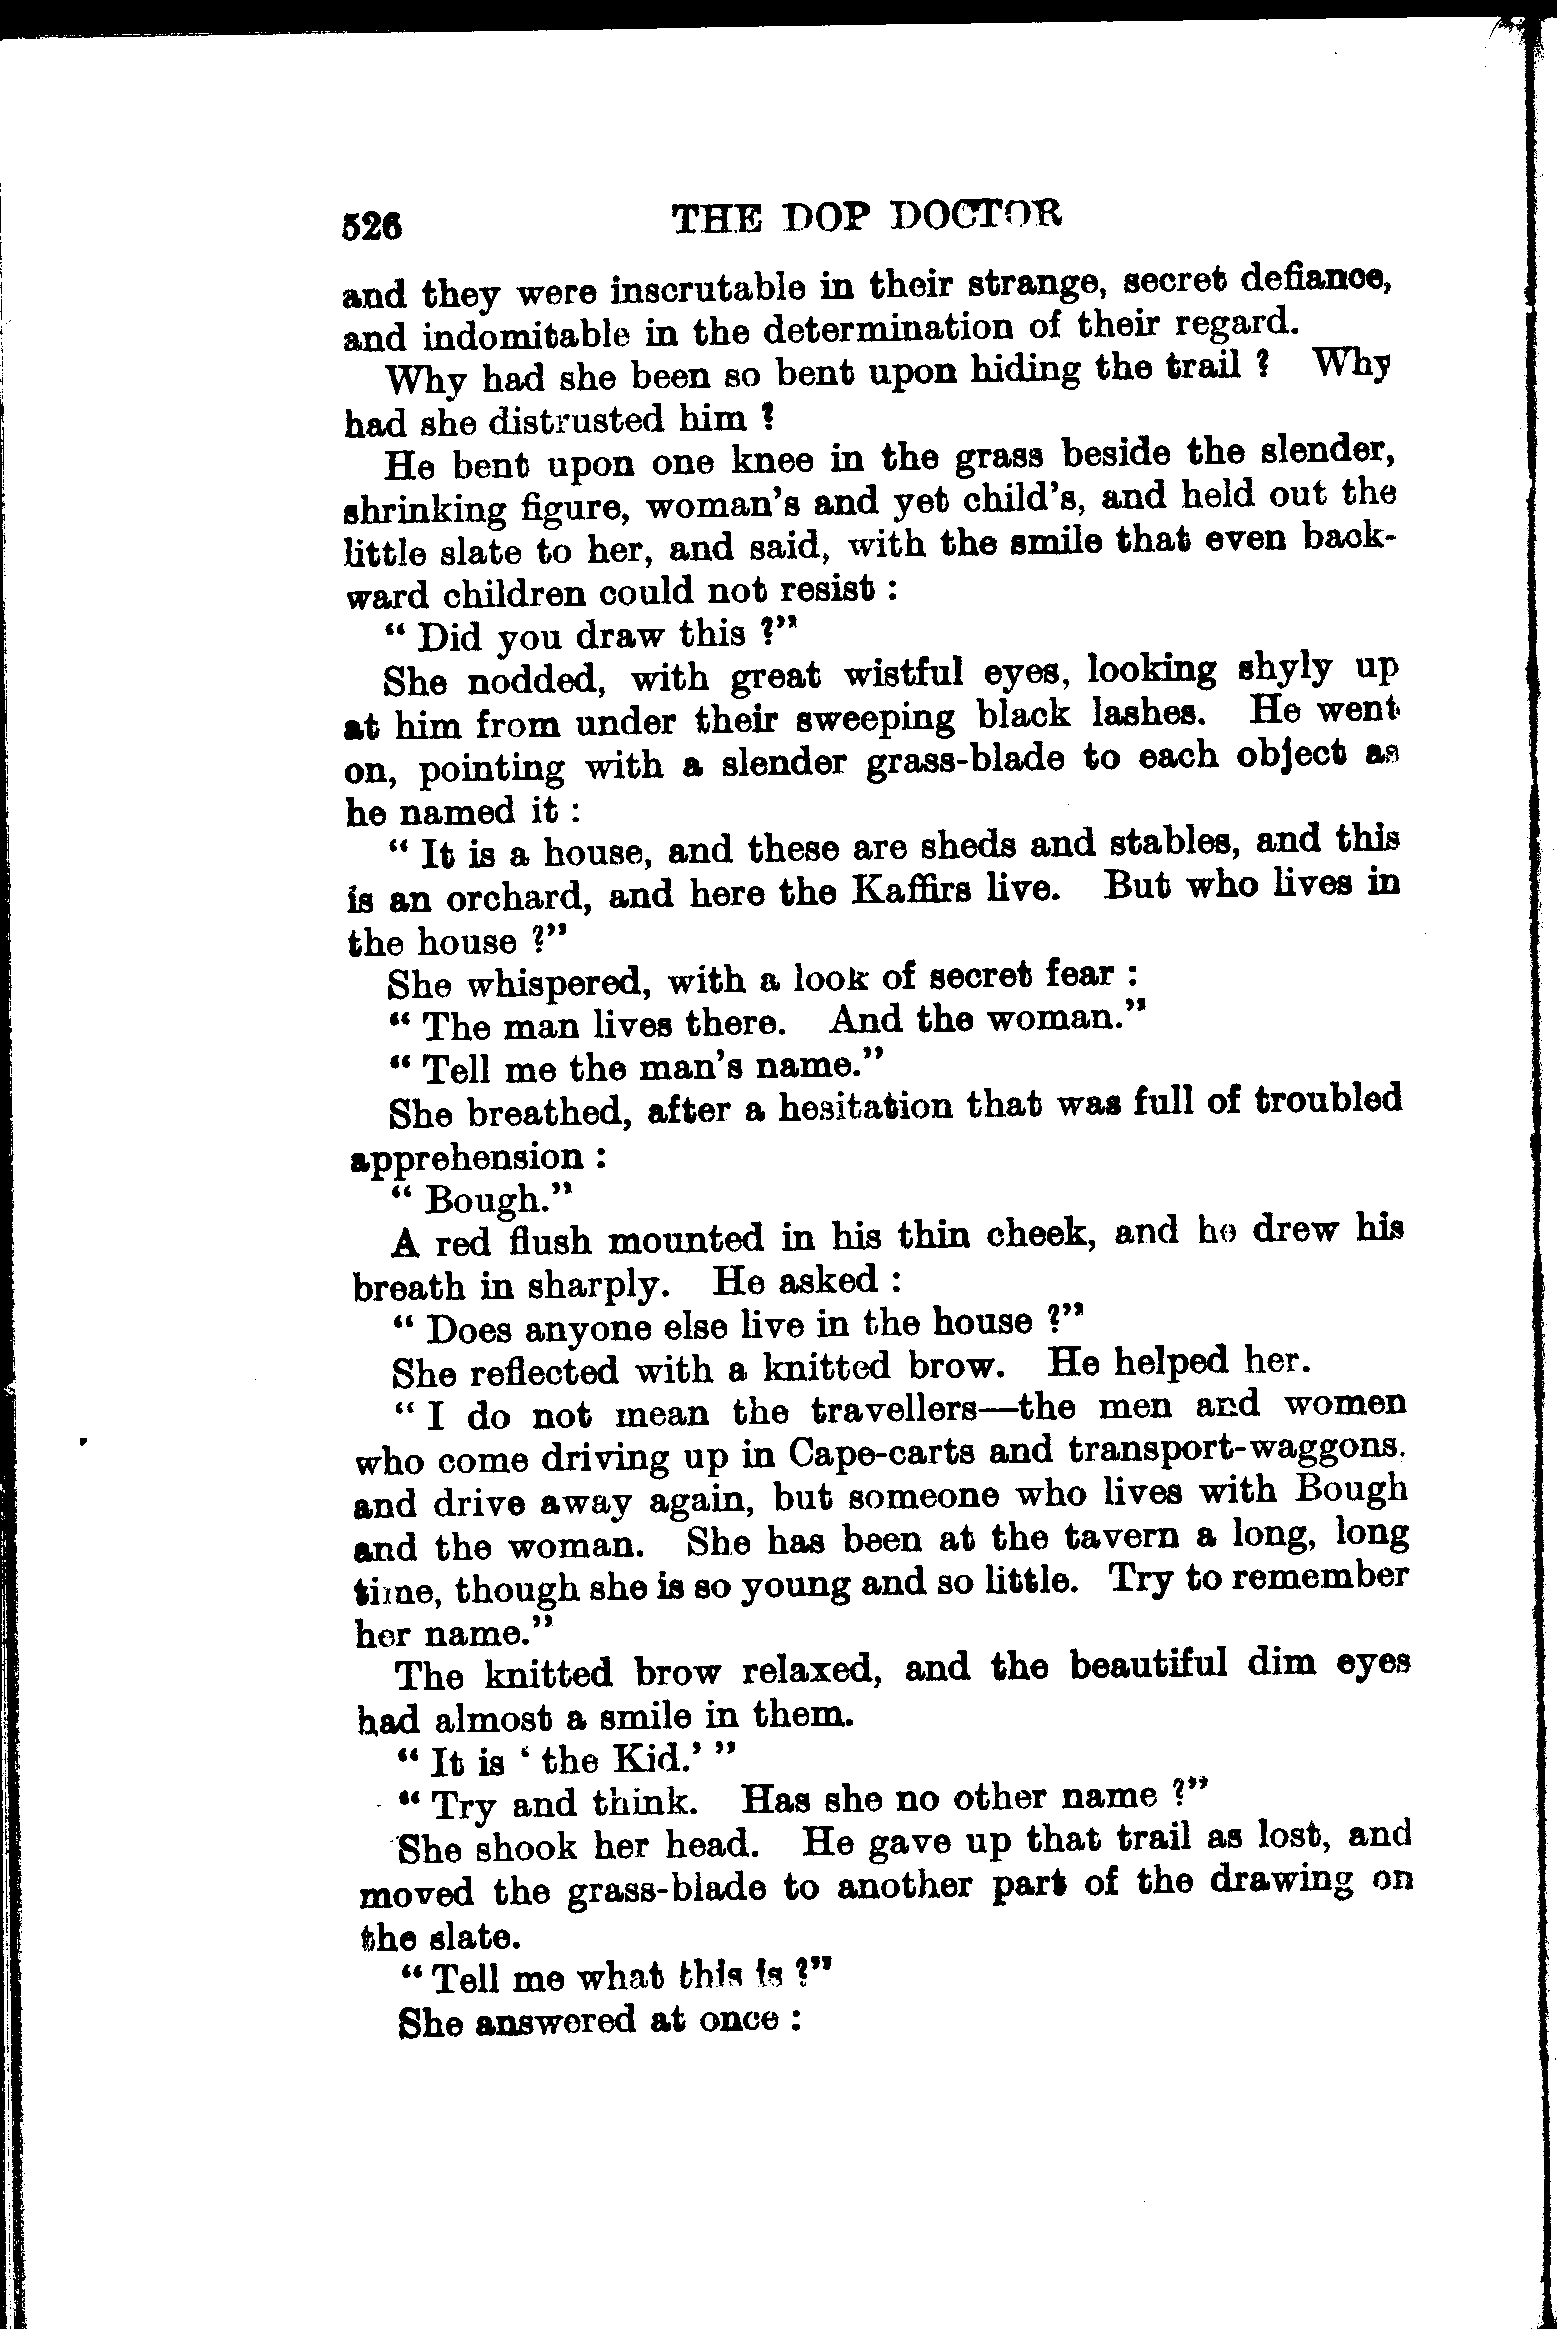 526 THE DOP DOCTOR
and they were inscrutable in their strange, secret defiance,
and indomitable in the determination of their regard.
Why had she been so bent upon hiding the trail ? Why
had she distrusted him ?
He bent upon one knee in the grass beside the slender,
shrinking figure, woman's and yet child's, and held out the
little slate to her, and said, with the smile that even back-
ward children could not resist :
“ Did you draw this ?”
She nodded, with great wistful eyes, looking shyly up
at him from under their sweeping black lashes. He went
on, pointing with a slender grass-blade to each object as
he named it :
“ It is a house, and these are sheds and stables, and this
is an orchard, and here the Kaffirs live. But who lives in
the house ?”
She whispered, with a look of secret fear :
“ The man lives there. And the woman.”
“ Tell me the man's name.”
She breathed, after a hesitation that was full of troubled
apprehension :
“ Bough.”
A red flush mounted in his thin cheek, and he drew his
breath in sharply. He asked :
“ Does anyone else live in the house ?”
She reflected with a knitted brow. He helped her.
“ I do not mean the travellers—the men and women
who come driving up in Cape-carts and transport-waggons.
and drive away again, but someone who lives with Bough
and the woman. She has been at the tavern a long, long
time, though she is so young and so little. Try to remember
her name.”
The knitted brow relaxed, and the beautiful dim eyes
had almost a smile in them.
“ It is ‘ the Kid.’ ”
“ Try and think. Has she no other name ?”
She shook her head. He gave up that trail as lost, and
moved the grass-blade to another part of the drawing on
the slate.
“ Tell me what this is ?”
She answered at once :